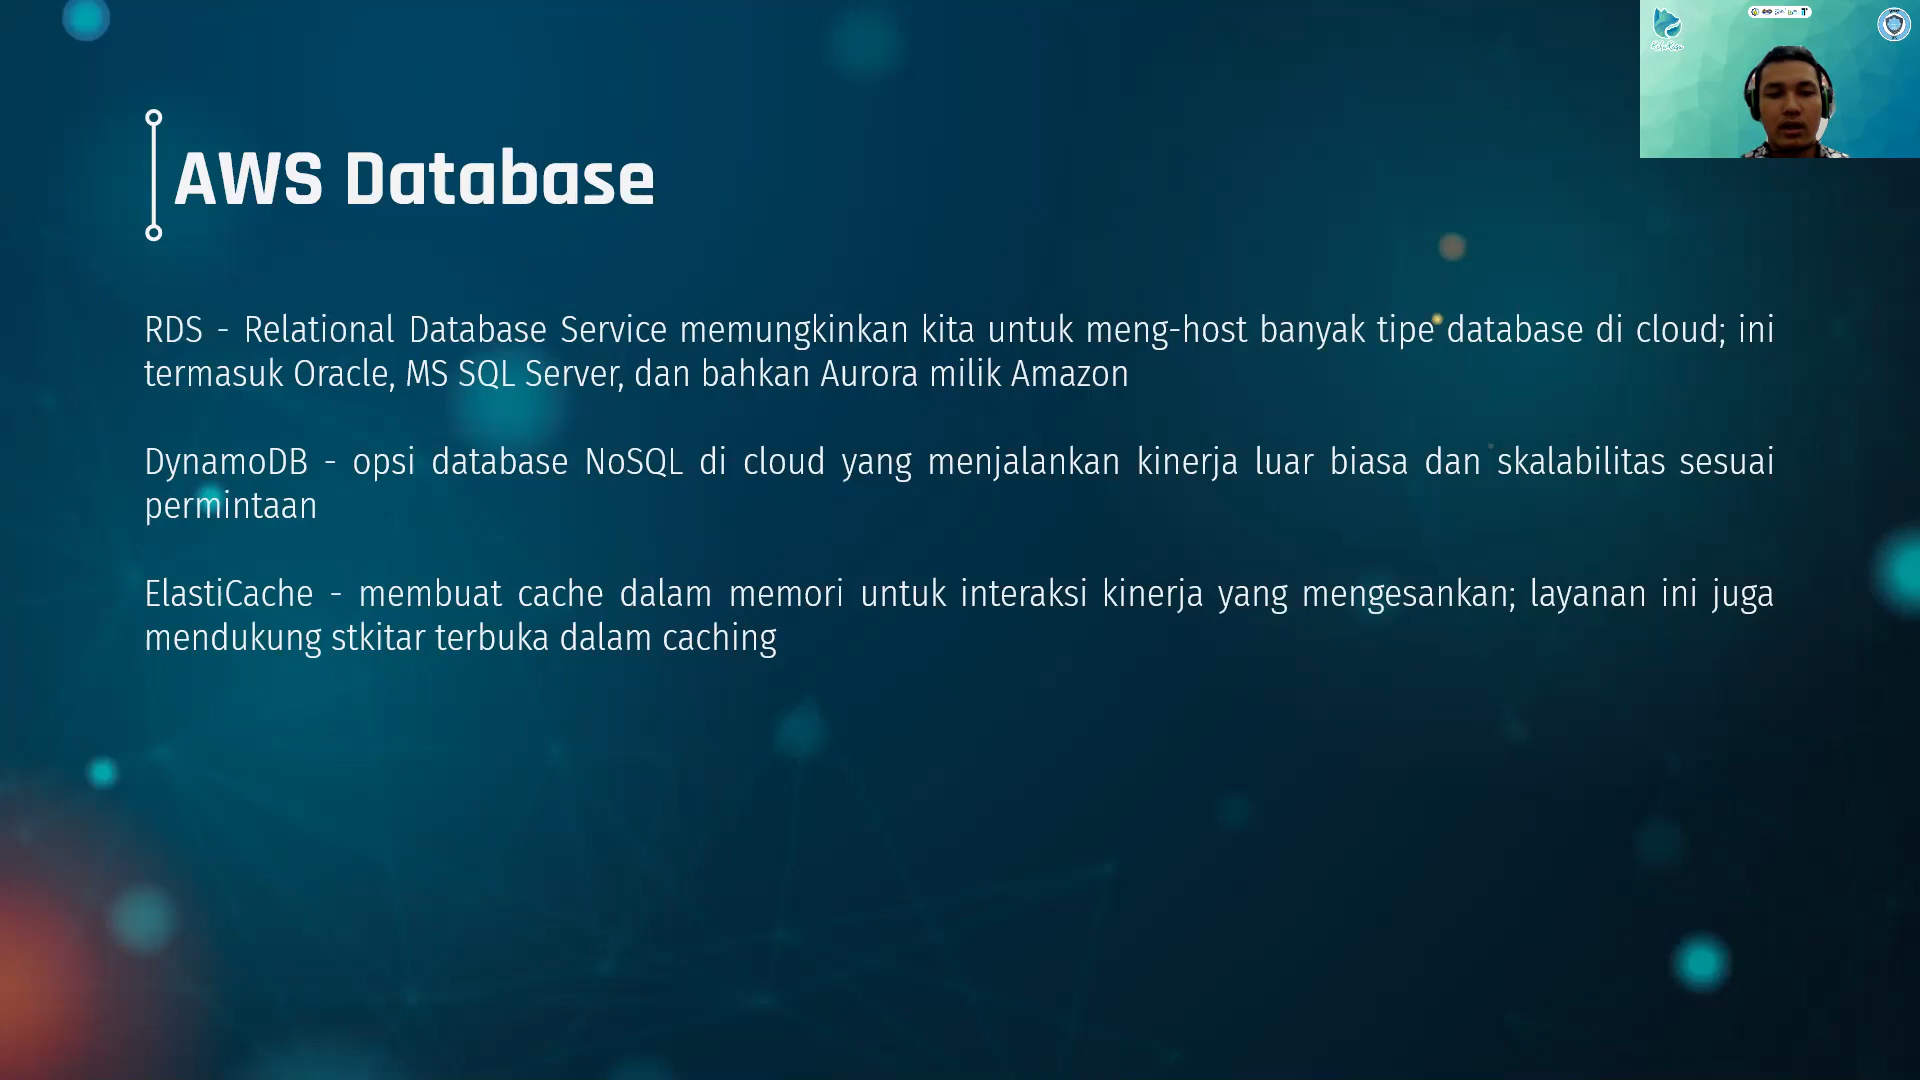 AWS Database
RDS - Relational Database Service memungkinkan kita untuk meng-host banyak tipe database di cloud; ini
termasuk Oracle, MS SQL Server, dan bahkan Aurora milik Amazon
DynamoDB - opsi database NoSQL di cloud yang menjalankan kinerja luar biasa dan skalabilitas sesuai
permintaan
ElastiCache - membuat cache dalam memori untuk interaksi kinerja yang mengesankan; layanan ini juga
mendukung stkitar terbuka dalam caching